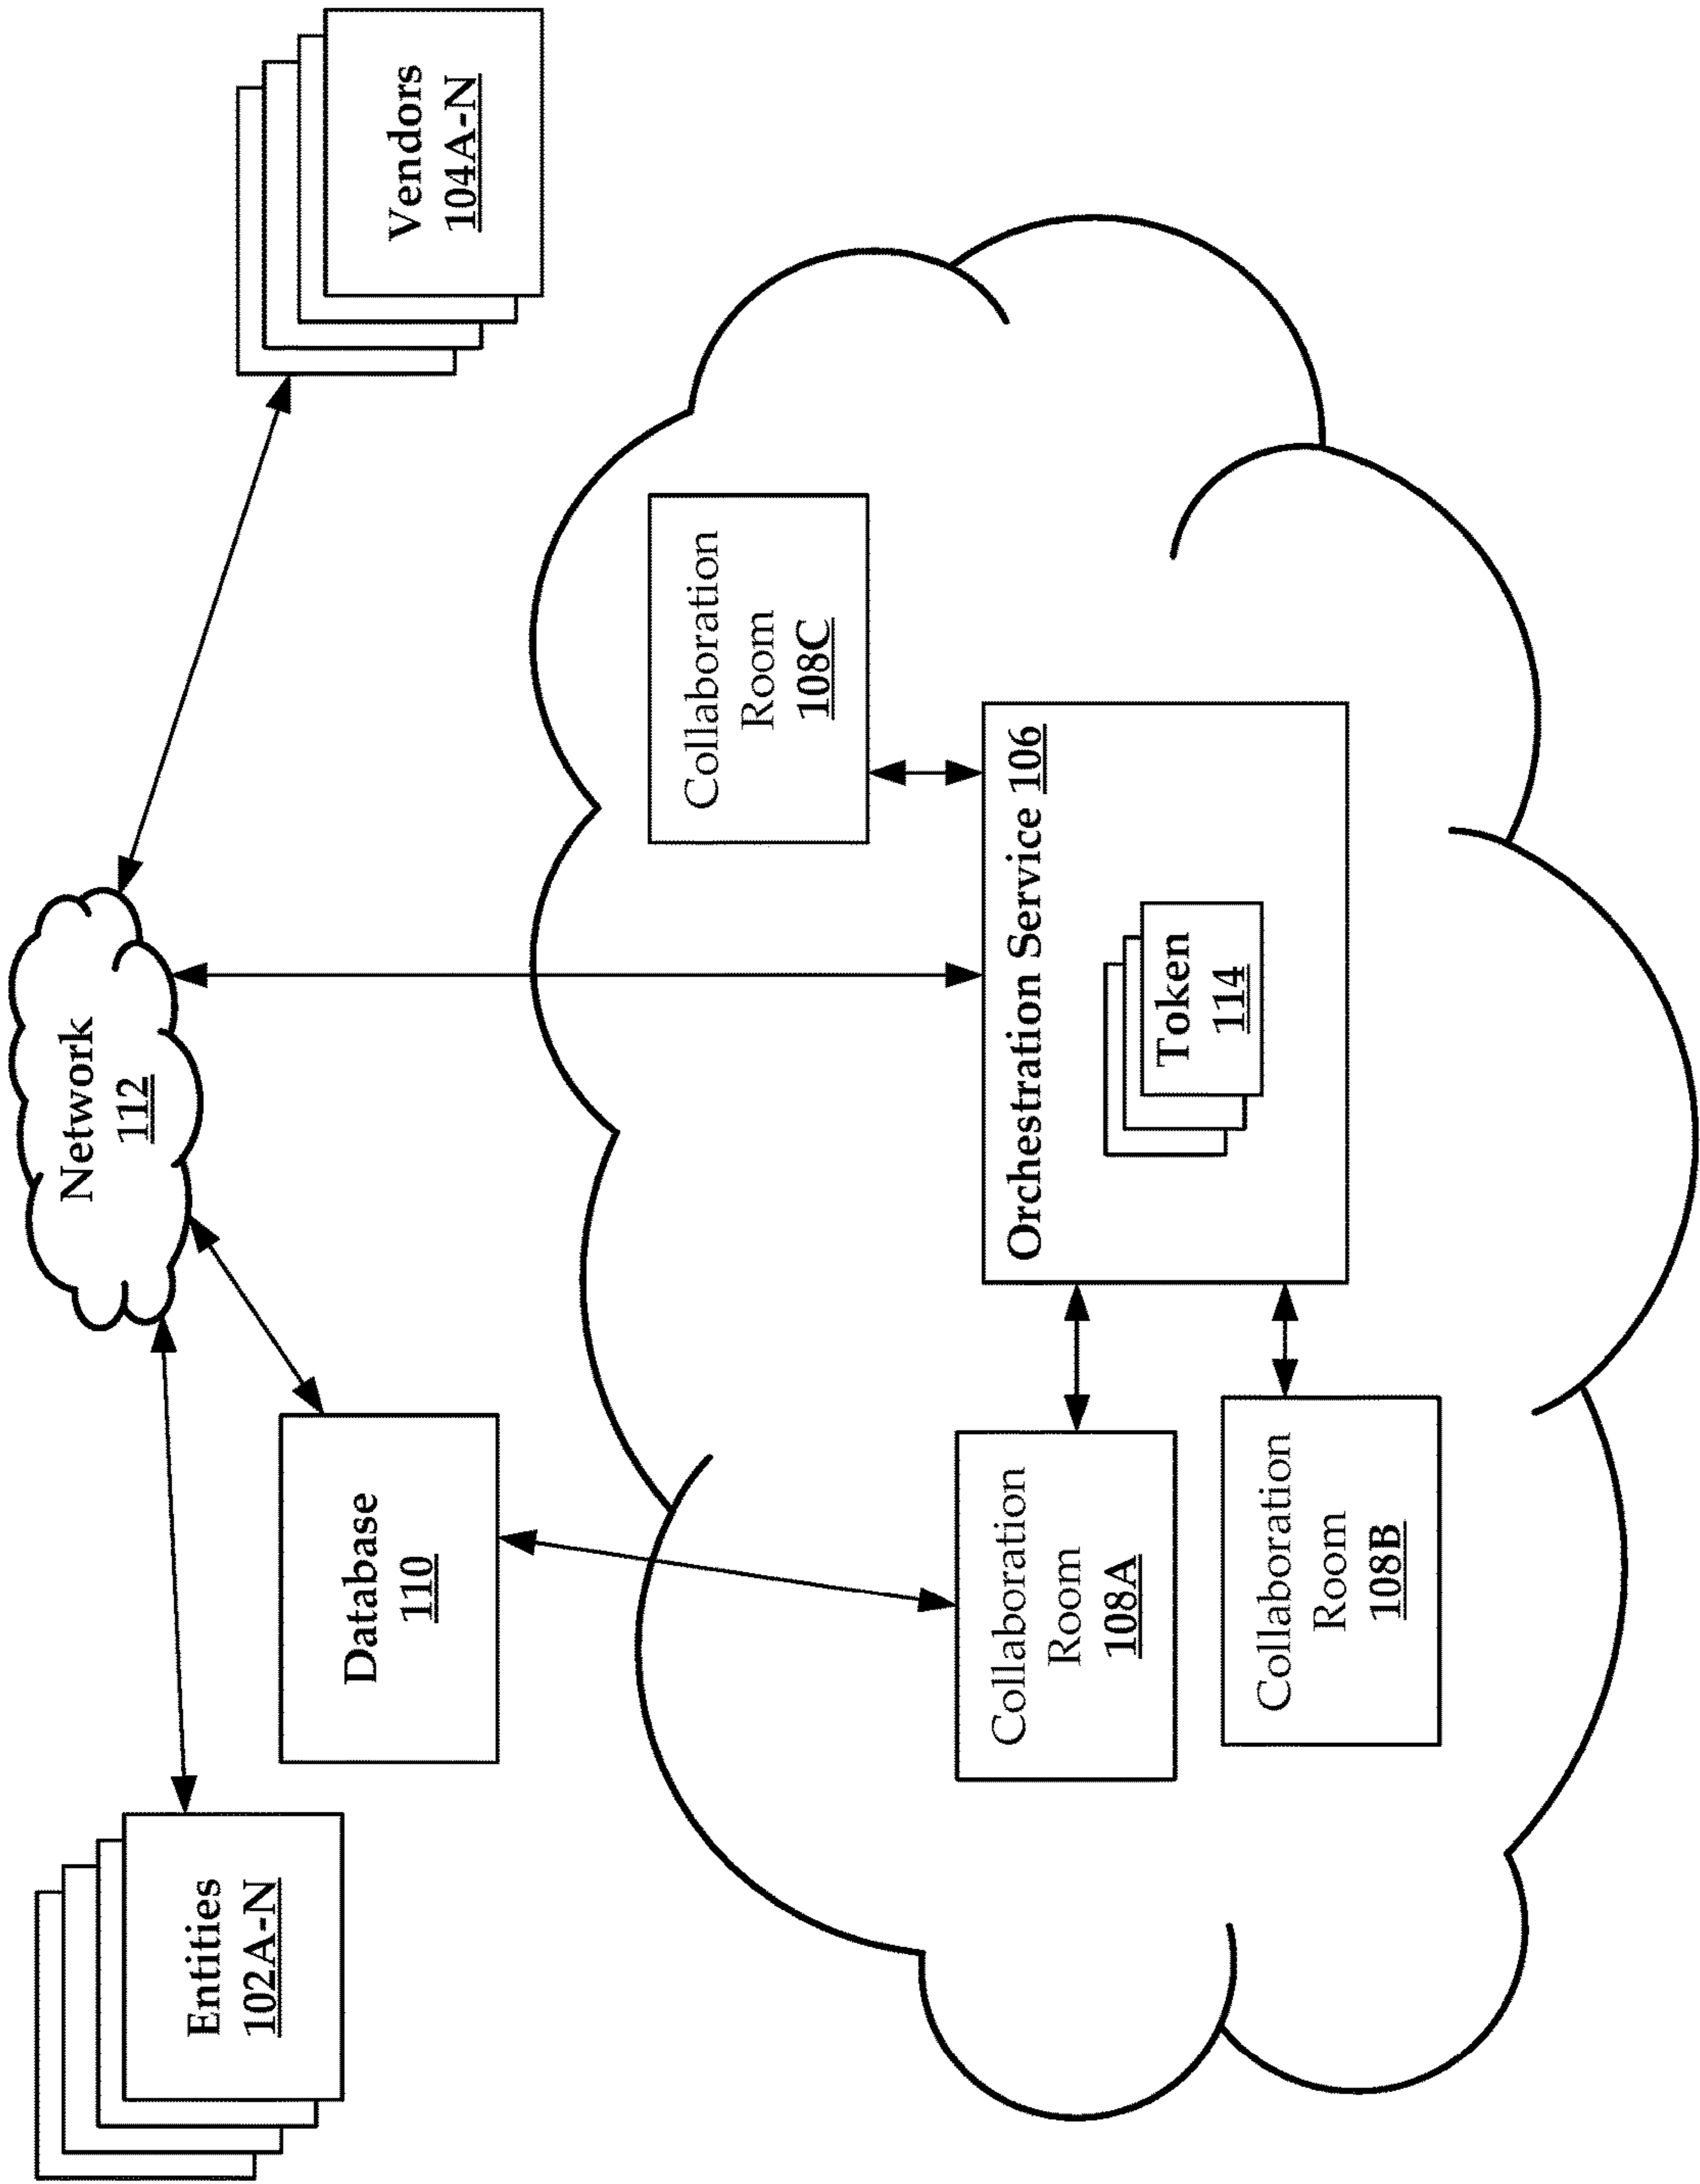 Entities
102A-N
Network
112
Vendors
104A-N
Database
110
Collaboration
Room
108C
Collaboration
Room
108A
Orchestration Service 106
Token
114
Collaboration
Room
108B